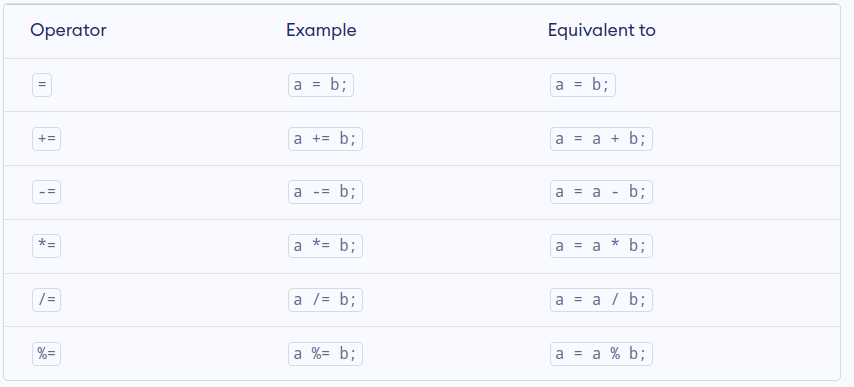 Operator Example Equivalent to
= a = b; a = b;
+= a += b; a = a + b;
-= a -= b; a = a - b;
*= a *= b; a = a * b;
/= a /= b; a = a / b;
%= a %= b; a = a % b;